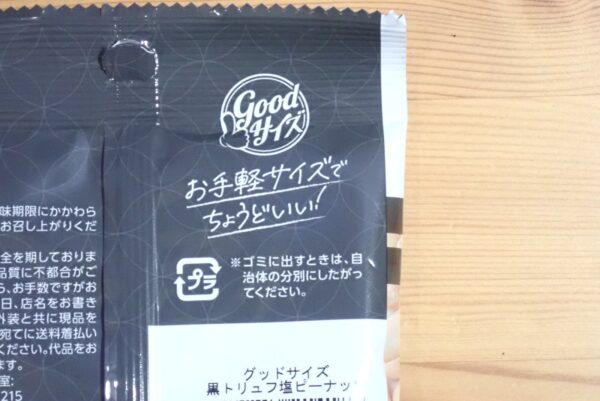 Good
サイズ
お手軽サイズで
ちょうどいい!
味期限にかかわら
お召し上がりくだ
全を期しておりま
品質に不都合がご
ら、お手数ですがお
日、店名をお書き
外装と共に現品を
宛てに送料着払い
ください。代品をお
ます。
室:
215
プラ
※ゴミに出すときは、自
治体の分別にしたがっ
てください。
グッドサイズ
黒トリュフ塩ピーナッ